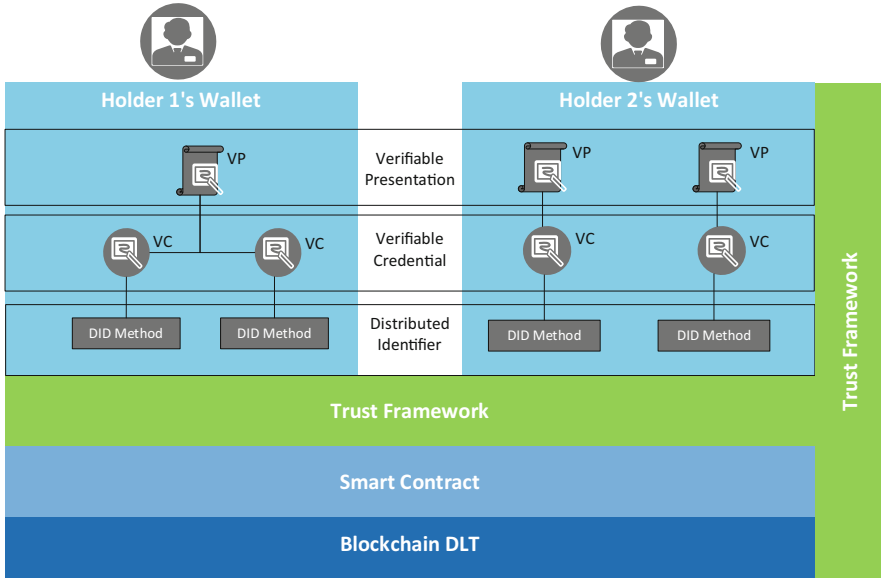 Holder 1's Wallet
Holder 2's Wallet
VP
Verifiable
Presentation
VP
VP
VC
VC
Verifiable
Credential
VC
VC
DID Method
DID Method
Distributed
Identifier
DID Method
DID Method
Trust Framework
Trust Framework
Smart Contract
Blockchain DLT